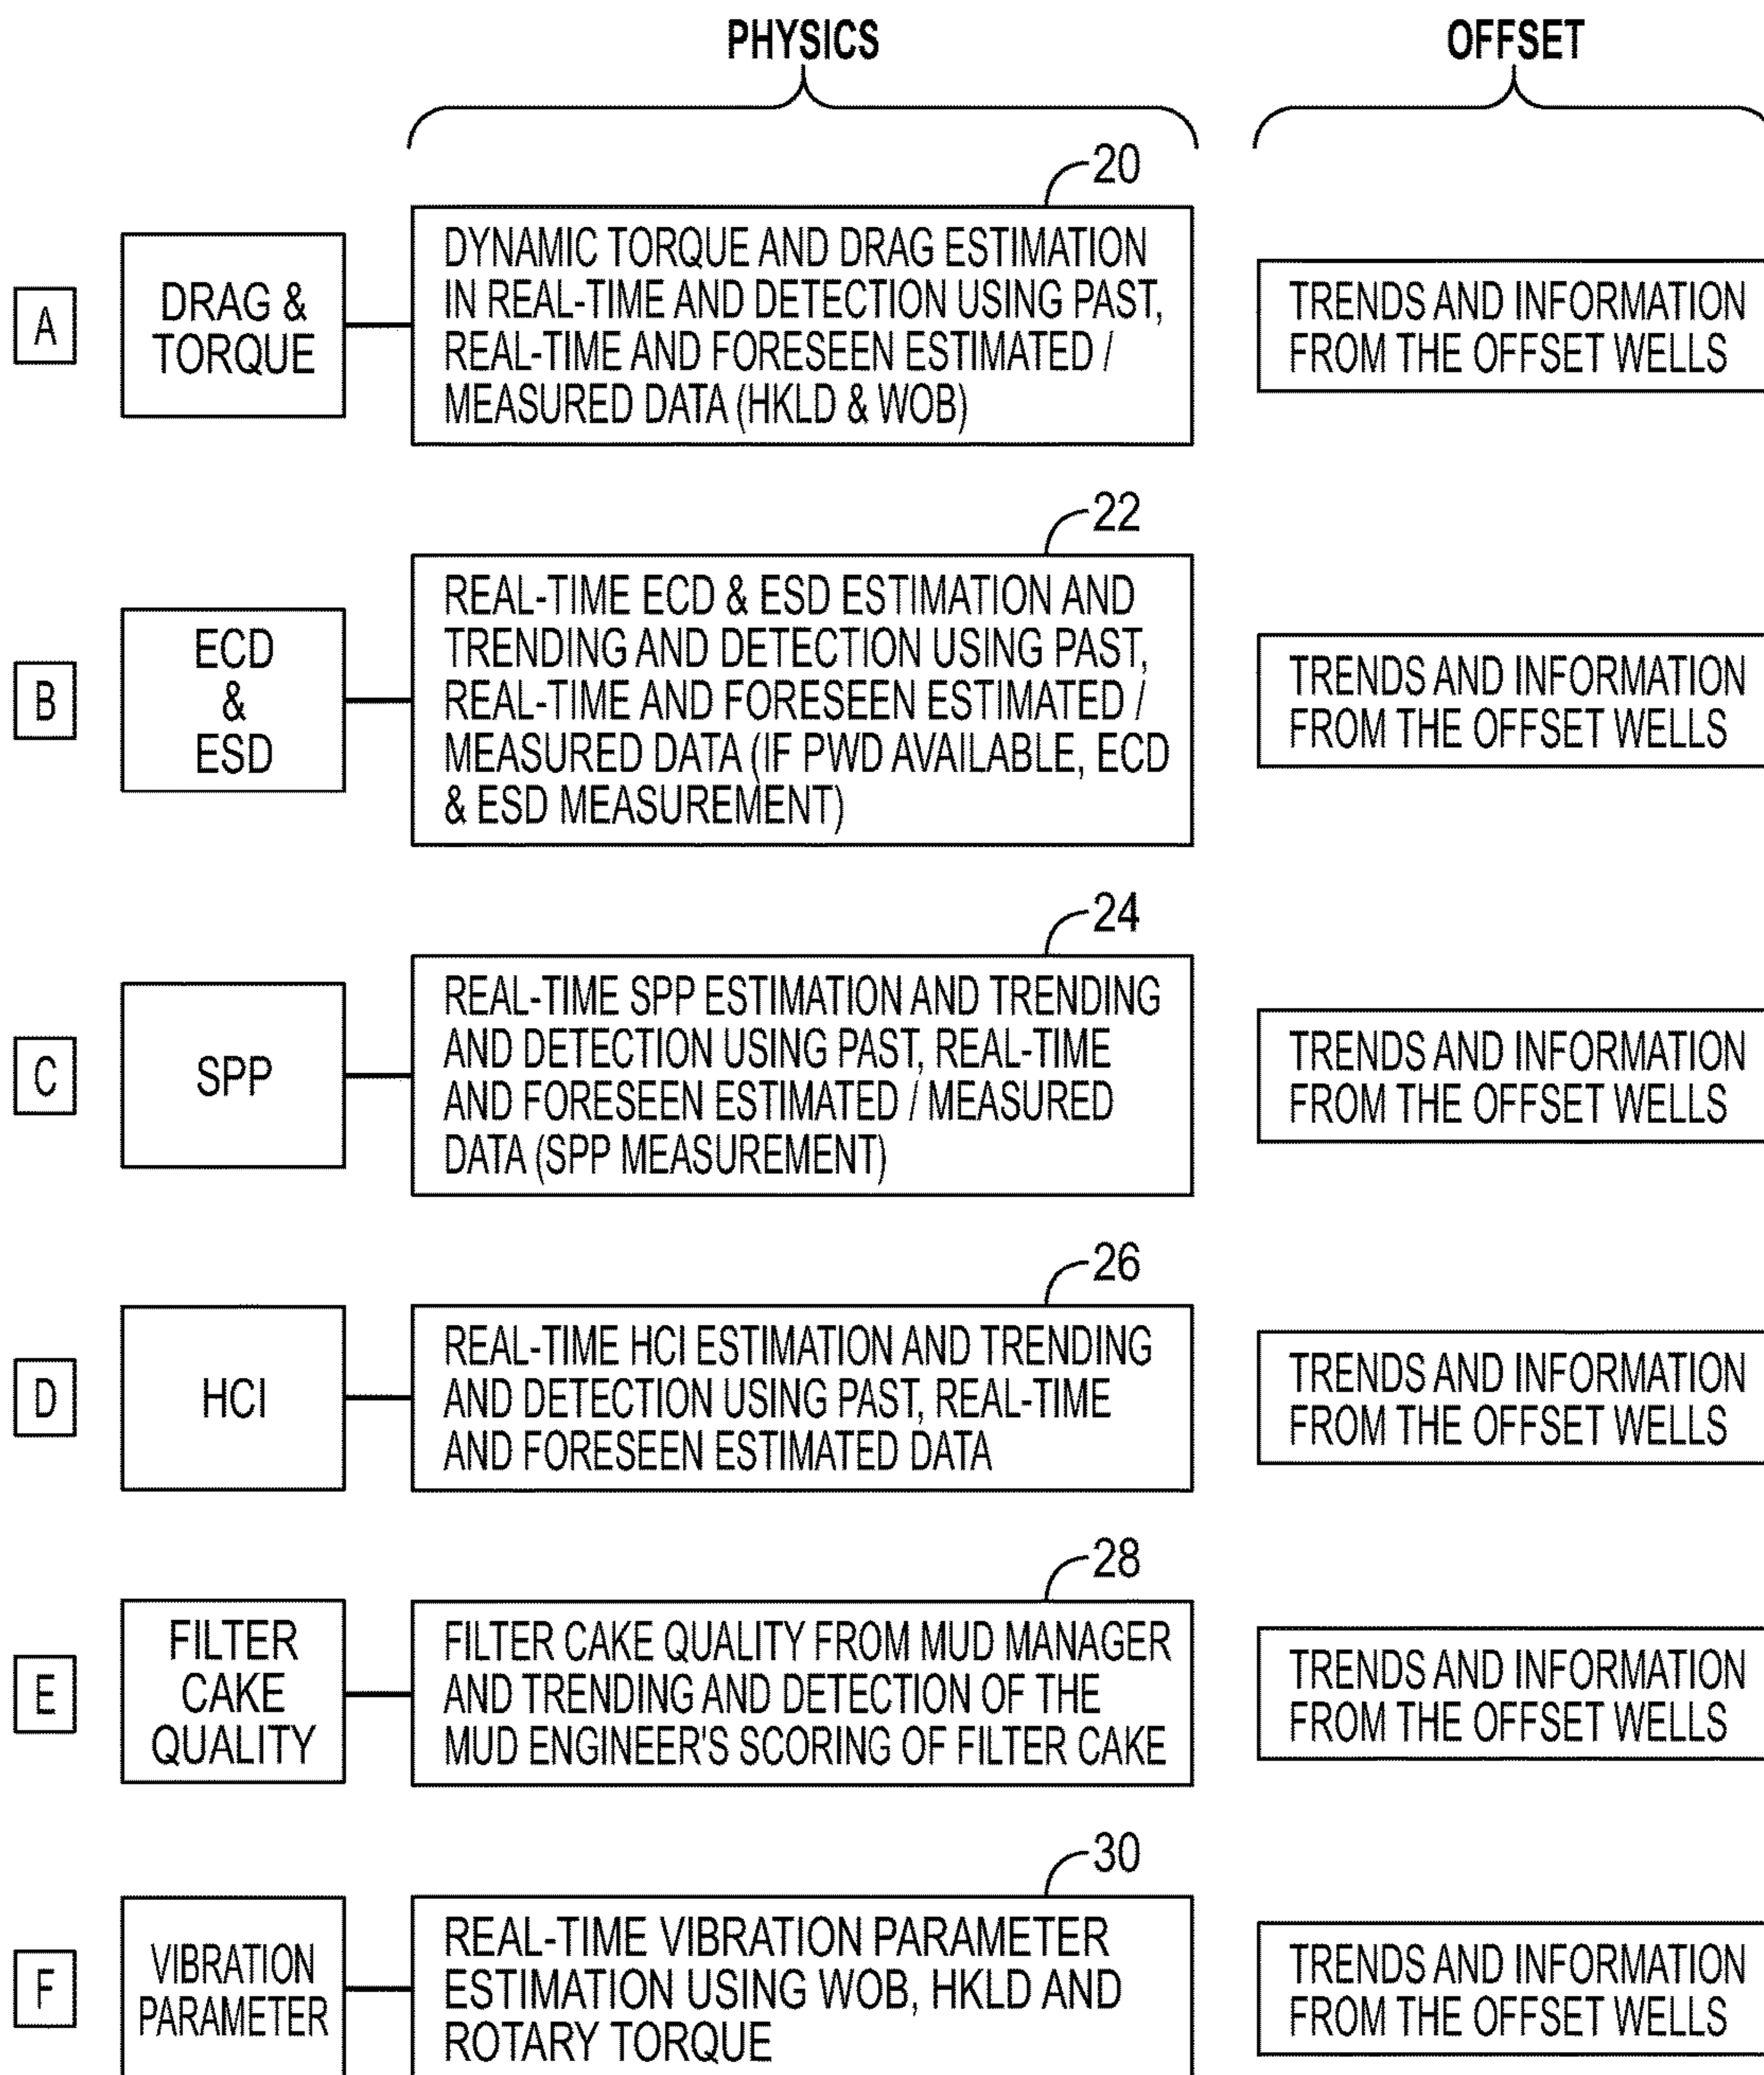 PHYSICS
OFFSET
20
A
DRAG &
TORQUE
DYNAMIC TORQUE AND DRAG ESTIMATION
IN REAL-TIME AND DETECTION USING PAST,
REAL-TIME AND FORESEEN ESTIMATED /
MEASURED DATA (HKLD & WOB)
TRENDS AND INFORMATION
FROM THE OFFSET WELLS
22
B
ECD
&
ESD
REAL-TIME ECD & ESD ESTIMATION AND
TRENDING AND DETECTION USING PAST,
REAL-TIME AND FORESEEN ESTIMATED /
MEASURED DATA (IF PWD AVAILABLE, ECD
& ESD MEASUREMENT)
TRENDS AND INFORMATION
FROM THE OFFSET WELLS
24
C
SPP
REAL-TIME SPP ESTIMATION AND TRENDING
AND DETECTION USING PAST, REAL-TIME
AND FORESEEN ESTIMATED / MEASURED
DATA (SPP MEASUREMENT)
TRENDS AND INFORMATION
FROM THE OFFSET WELLS
26
D
HCI
REAL-TIME HCI ESTIMATION AND TRENDING
AND DETECTION USING PAST, REAL-TIME
AND FORESEEN ESTIMATED DATA
TRENDS AND INFORMATION
FROM THE OFFSET WELLS
28
E
FILTER
CAKE
QUALITY
FILTER CAKE QUALITY FROM MUD MANAGER
AND TRENDING AND DETECTION OF THE
MUD ENGINEER'S SCORING OF FILTER CAKE
TRENDS AND INFORMATION
FROM THE OFFSET WELLS
30
F
VIBRATION
PARAMETER
REAL-TIME VIBRATION PARAMETER
ESTIMATION USING WOB, HKLD AND
ROTARY TORQUE
TRENDS AND INFORMATION
FROM THE OFFSET WELLS